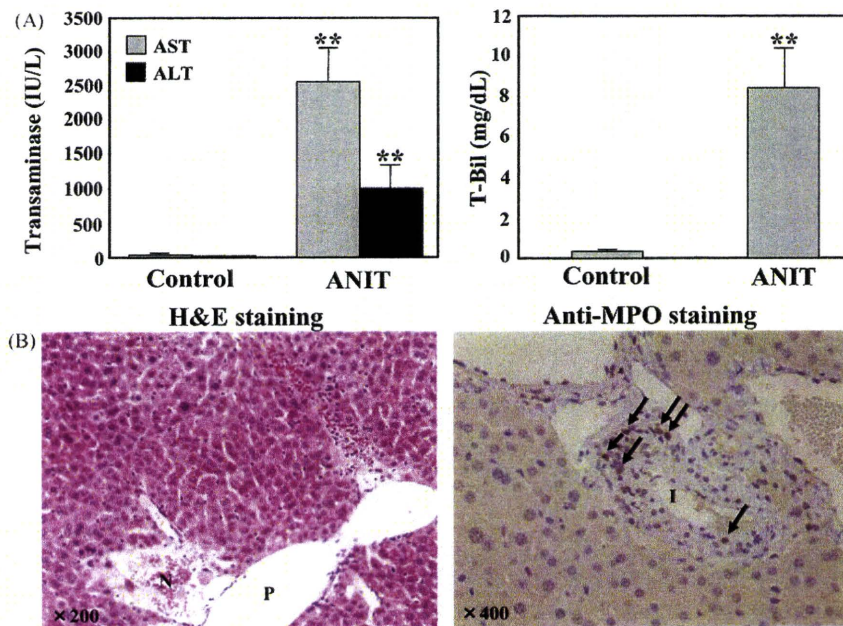 (A)
Transaminase (IU/L)
3500
3000
2500
2000
1500
1000
500
0
AST
ALT
**
**
Control
ANIT
T-Bil (mg/dL)
12
10
8
6
4
2
0
**
Control
ANIT
(B)
H&E staining
N
P
×200
Anti-MPO staining
I
×400